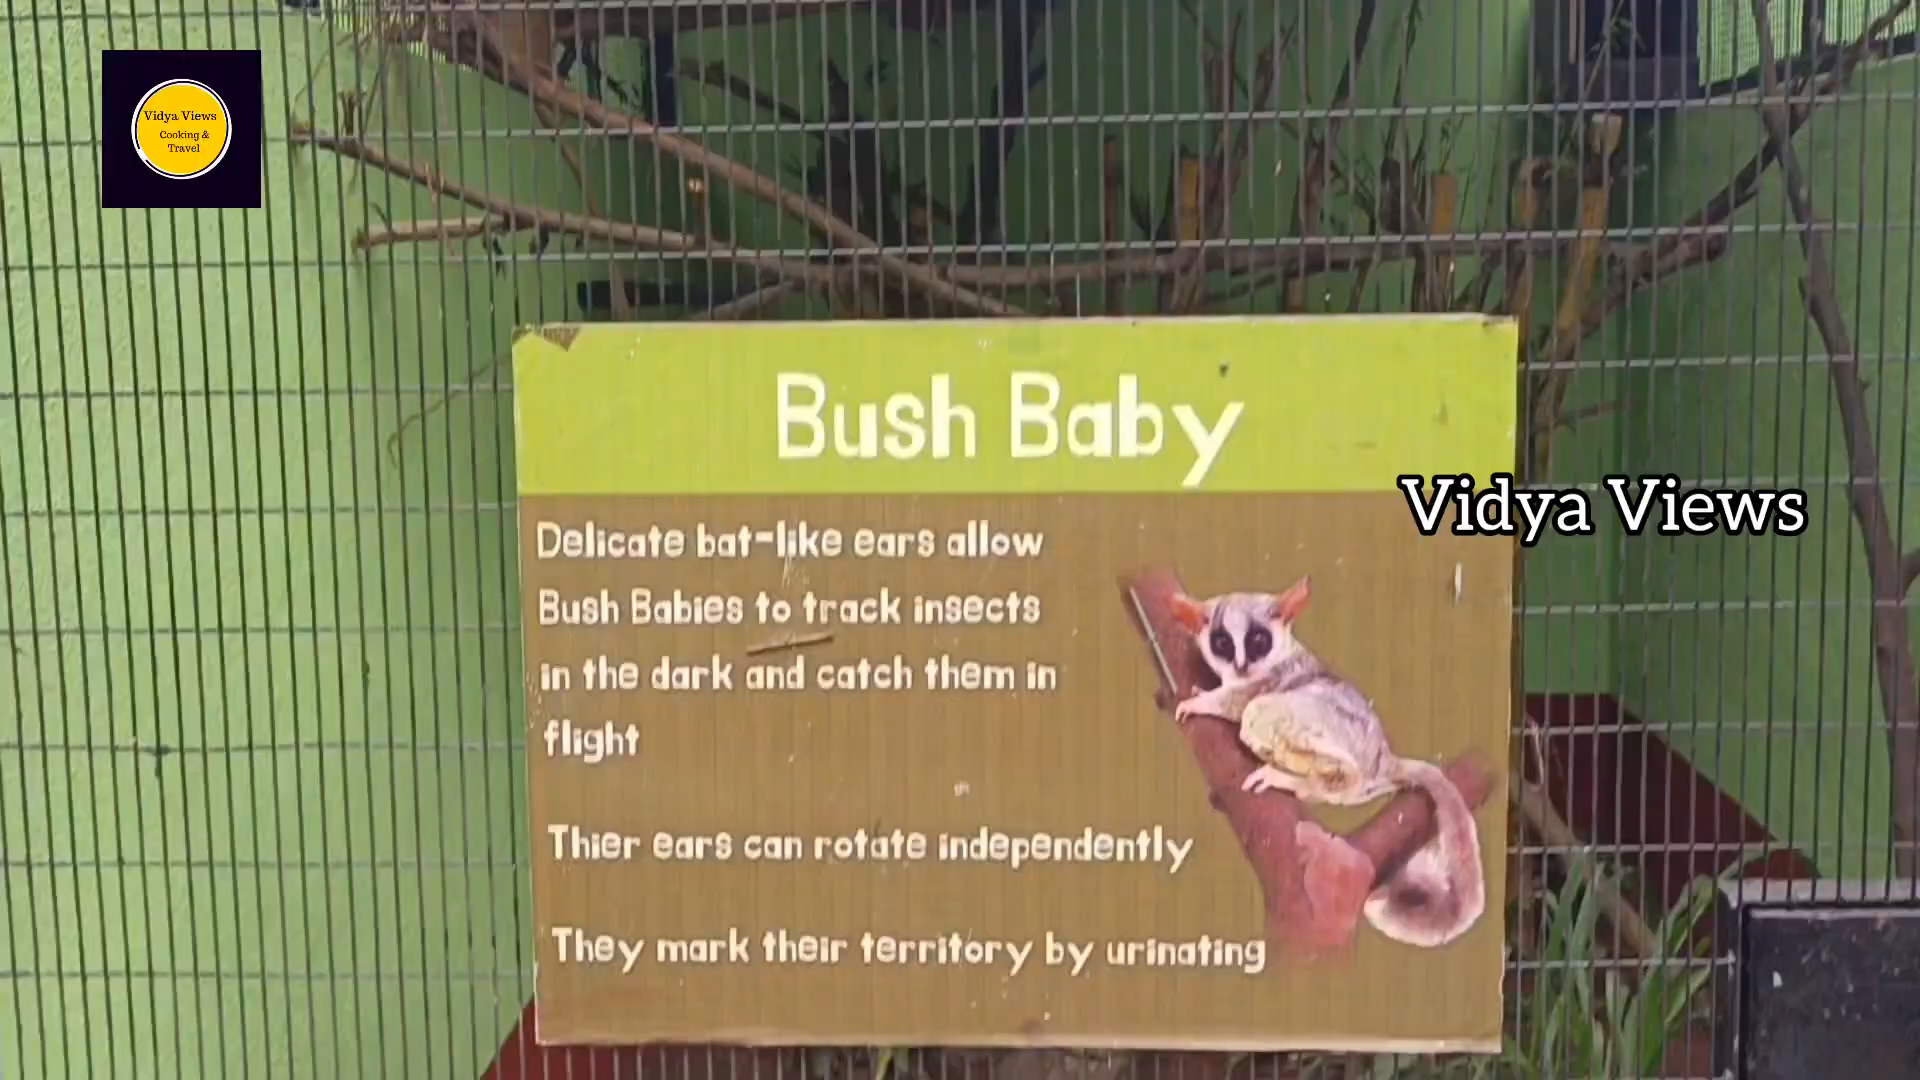 Vidya Views
Cooking &
Travel
Bush Baby
Vidya Views
Delicate bat-like ears allow
Bush Babies to track insects
in the dark and catch them in
flight
Thier ears can rotate independently
They mark their territory by urinating